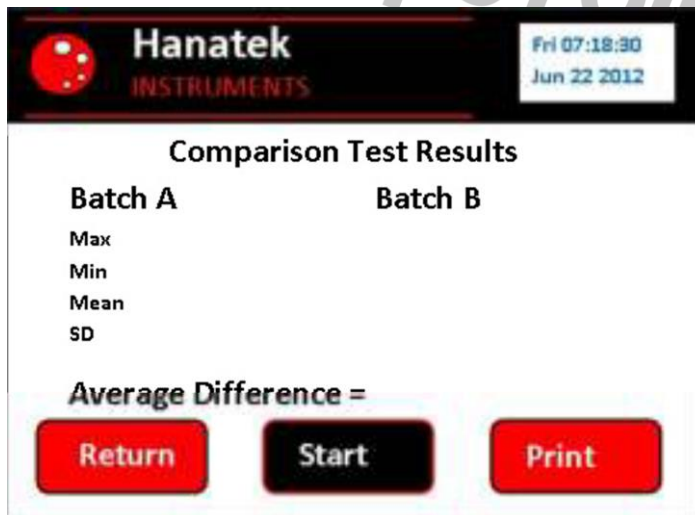 Hanatek
INSTRUMENTS
Fri 07:18:30
Jun 22 2012
Comparison Test Results
Batch A Batch B
Max
Min
Mean
SD
Average Difference =
Return Start Print